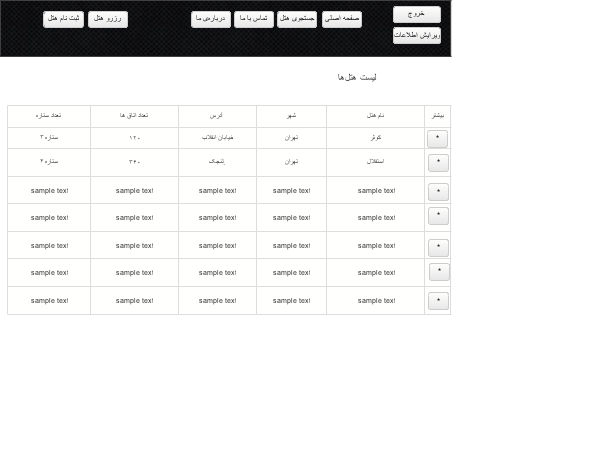 خروج
صفحه اصلی جستجوی هتل تماس با ما درباره‌ی ما رزرو هتل ثبت نام هتل
ویرایش اطلاعات
لیست هتل‌ها
بیشتر نام هتل شهر آدرس تعداد اتاق ها تعداد ستاره
* کوثر تهران خیابان انقلاب ۱۲۰ ۳ ستاره
* استقلال تهران ۳۶۰ ۲ ستاره
* sample text sample text sample text sample text sample text
* sample text sample text sample text sample text sample text
* sample text sample text sample text sample text sample text
* sample text sample text sample text sample text sample text
* sample text sample text sample text sample text sample text